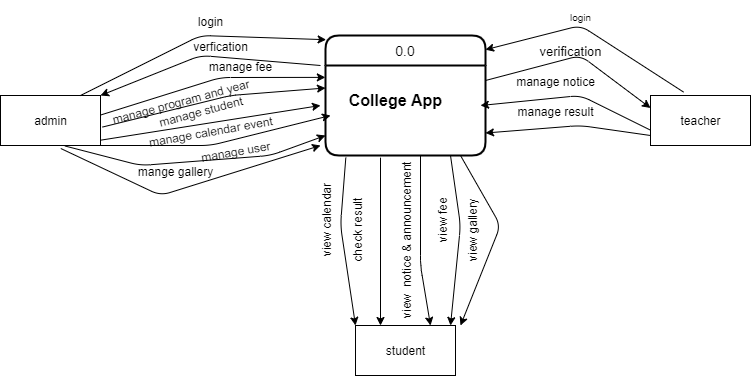 login
verfication
manage fee
manage program and year
manage student
manage calendar event
manage user
mange gallery
admin
0.0
College App
login
verification
manage notice
manage result
teacher
view calendar
check result
view notice & announcement
view fee
view gallery
student